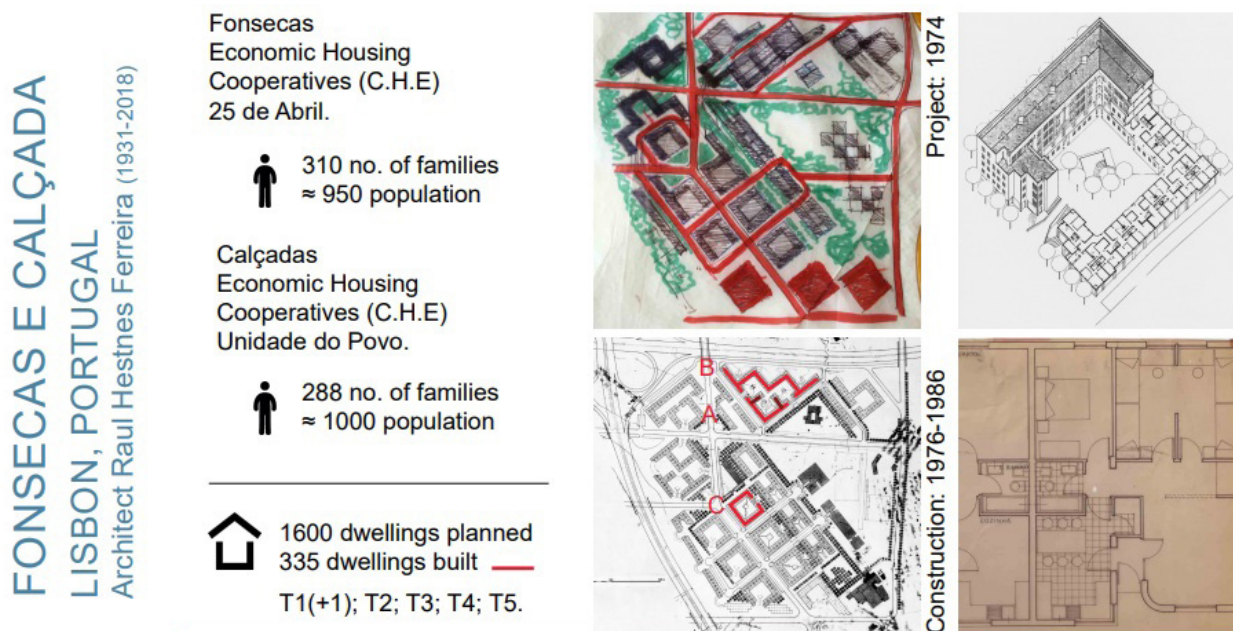 FONSECAS E CALÇADA
LISBON, PORTUGAL
Architect Raul Hestnes Ferreira (1931-2018)
Fonsecas
Economic Housing
Cooperatives (C.H.E)
25 de Abril.
310 no. of families
≈ 950 population
Calçadas
Economic Housing
Cooperatives (C.H.E)
Unidade do Povo.
288 no. of families
≈ 1000 population
1600 dwellings planned
335 dwellings built
T1(+1); T2; T3; T4; T5.
Project: 1974
Construction: 1976-1986
B
A
C
COZINHA